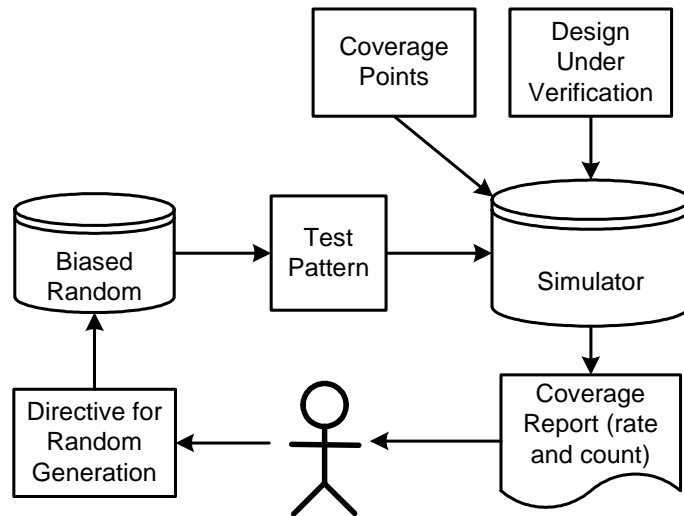 Coverage
Points
Design
Under
Verification
Biased
Random
Test
Pattern
Simulator
Directive for
Random
Generation
Coverage
Report (rate
and count)